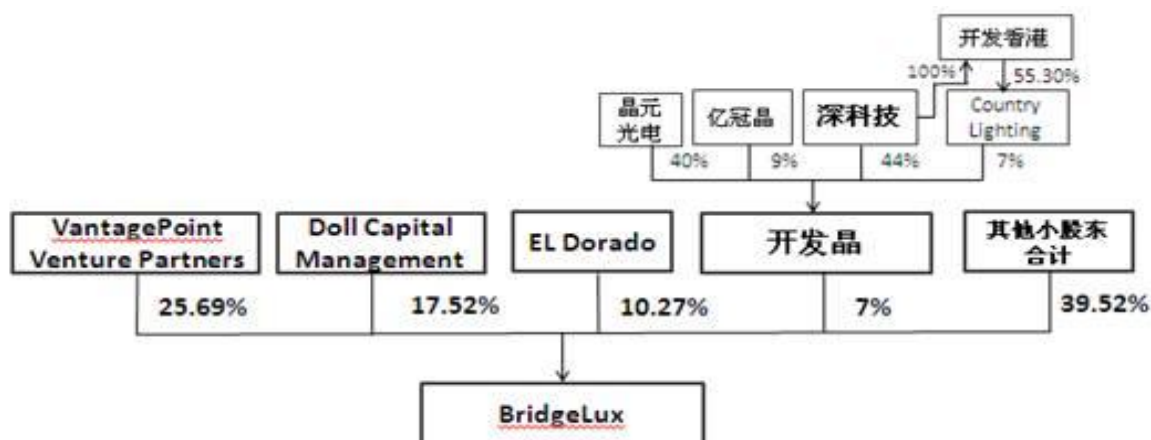 开发香港
100%
55.30%
晶元
光电
亿冠晶
深科技
Country
Lighting
40%
9%
44%
7%
VantagePoint
Venture Partners
Doll Capital
Management
EL Dorado
开发晶
其他小股东
合计
25.69%
17.52%
10.27%
7%
39.52%
BridgeLux